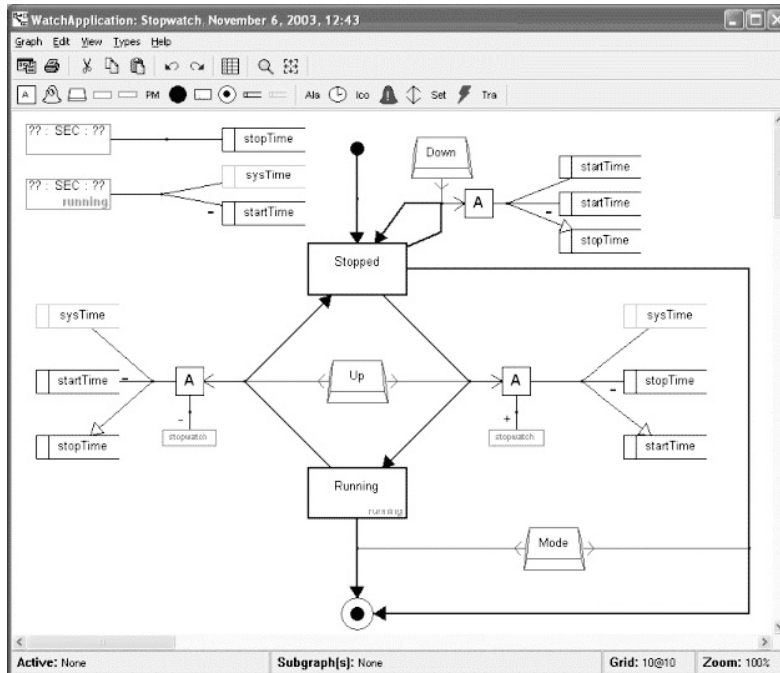 WatchApplication: Stopwatch, November 6, 2003, 12:43
Graph Edit View Types Help
A PM Ala Ico Set Tra
?? : SEC : ??
stopTime
?? : SEC : ??
running
sysTime
- startTime
Down
A
startTime
- startTime
stopTime
Stopped
sysTime
startTime
-
stopTime
A
-
stopwatch
Up
A
+
stopwatch
sysTime
- stopTime
startTime
Running
running
Mode
Active: None Subgraph(s): None Grid: 10@10 Zoom: 100%